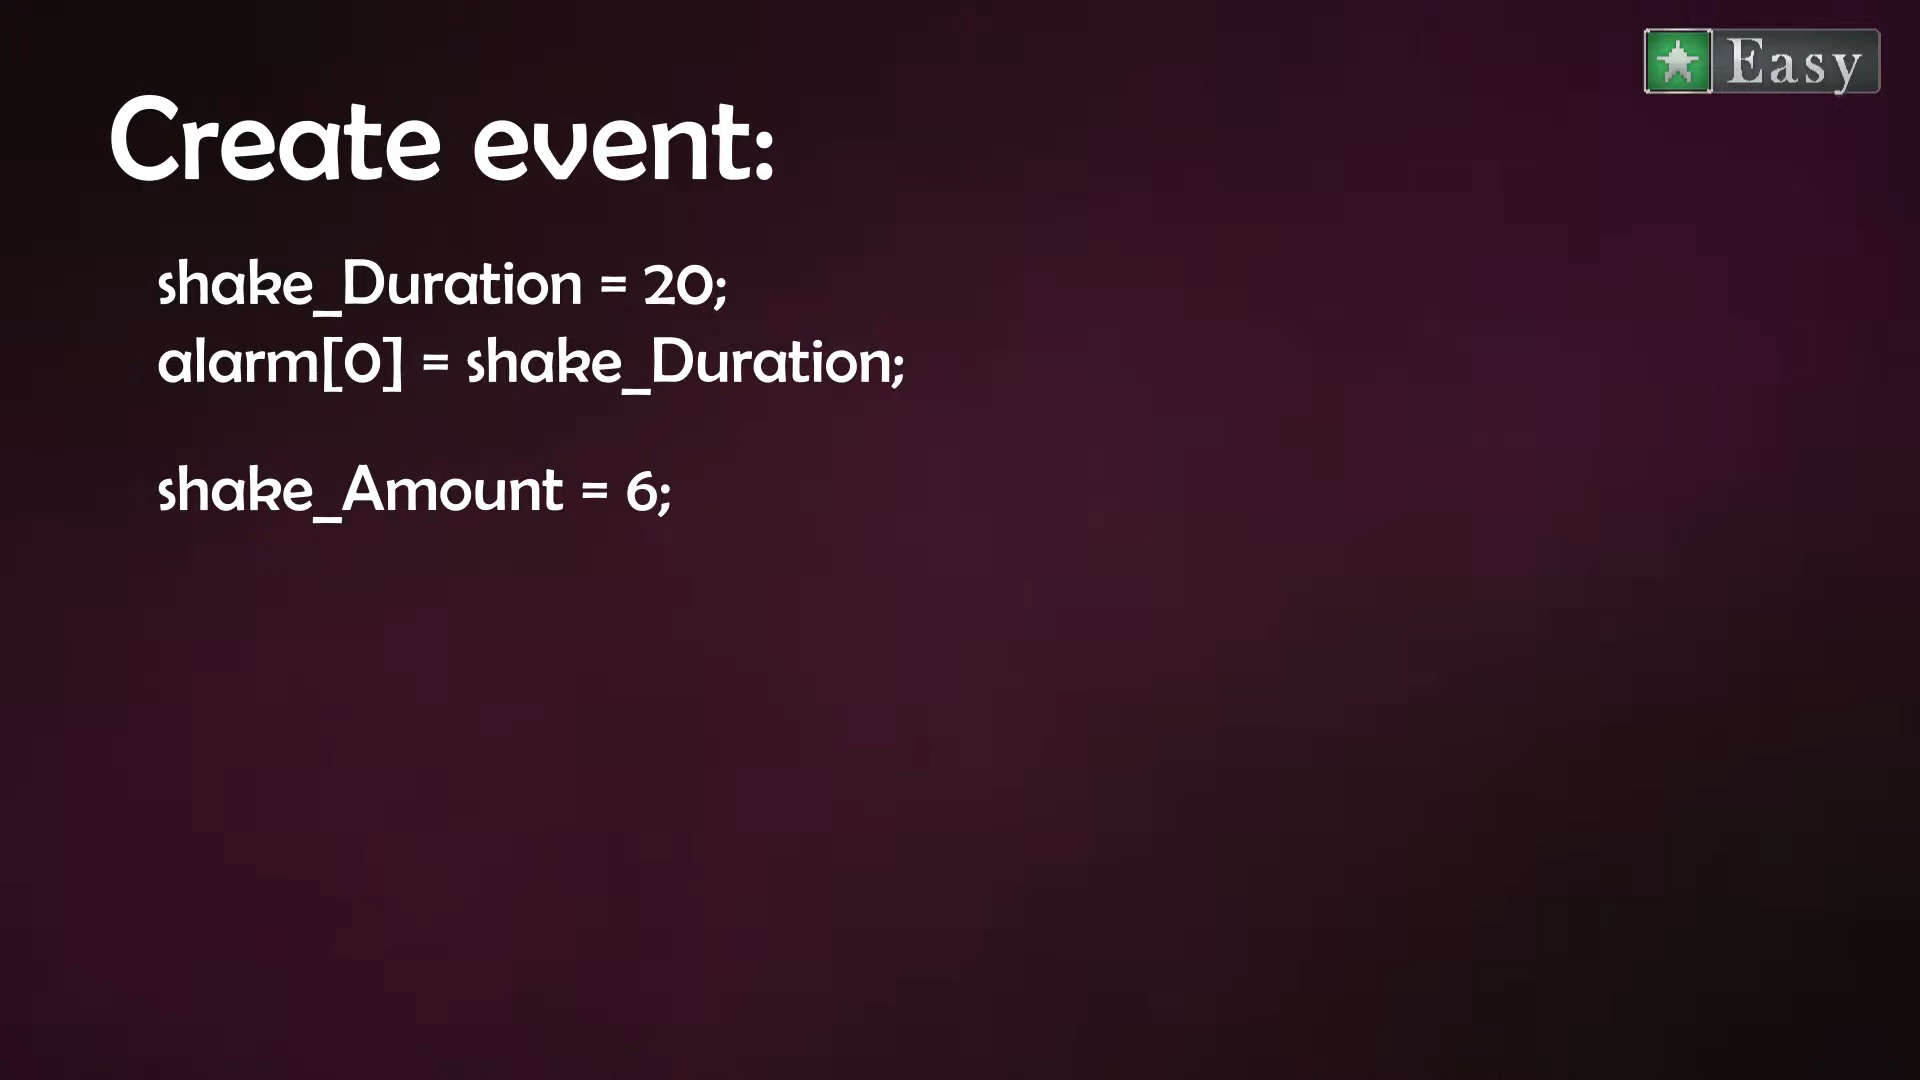 Easy
Create event:
shake_Duration = 20;
alarm[0] = shake_Duration;
shake_Amount = 6;